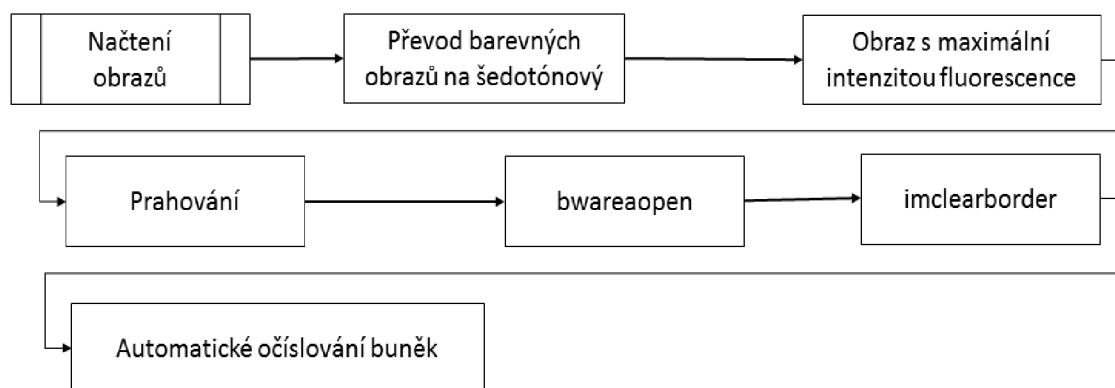 Načtení
obrazů
Převod barevných
obrazů na šedotónový
Obraz s maximální
intenzitou fluorescence
Prahování
bwareaopen
imclearborder
Automatické očíslování buněk